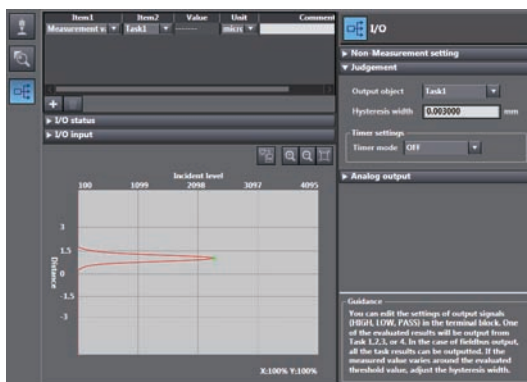 Item1 Item2 Value Unit Comment
Measurement v. Task1 ------ micr
I/O status
I/O input
Incident level
100 1099 2098 3097 4095
Distance
3
1.5
0
-1.5
-3
X:100% Y:100%
I/O
Non-Measurement setting
Judgement
Output object Task1
Hysteresis width 0.003000 mm
Timer settings
Timer mode OFF
Analog output
Guidance
You can edit the settings of output signals
(HIGH, LOW, PASS) in the terminal block. One
of the evaluated results will be output from
Task 1,2,3, or 4. In the case of fieldbus output,
all the task results can be outputted. If the
measured value varies around the evaluated
threshold value, adjust the hysteresis width.